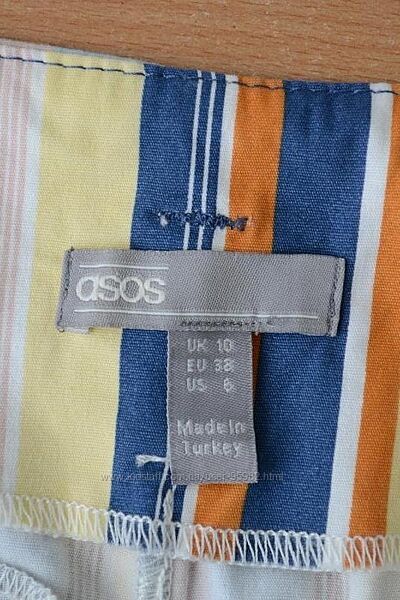 asos
UK 10
EU 38
US 6
Made in
Turkey